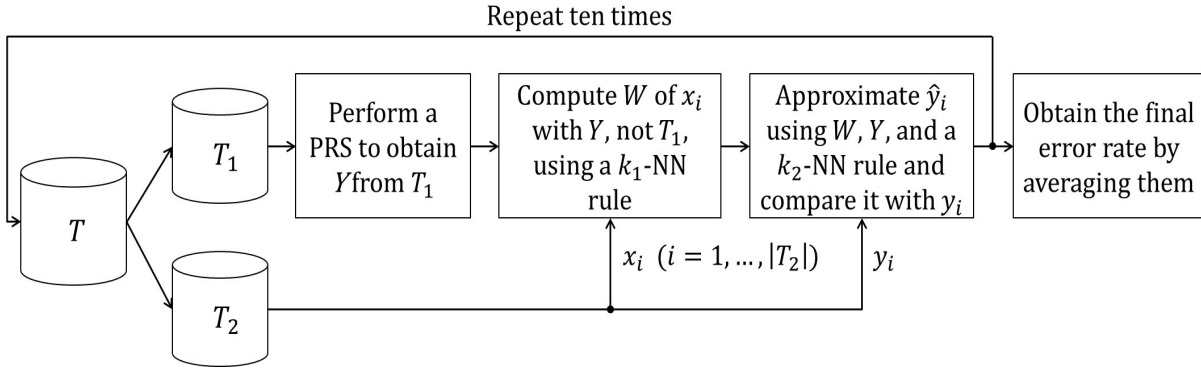 Repeat ten times
T
T₁
T₂
Perform a
PRS to obtain
Yfrom T₁
Compute W of xᵢ
with Y, not T₁,
using a k₁-NN
rule
Approximate ŷᵢ
using W, Y, and a
k₂-NN rule and
compare it with yᵢ
Obtain the final
error rate by
averaging them
xᵢ (i = 1, …, |T₂|)
yᵢ